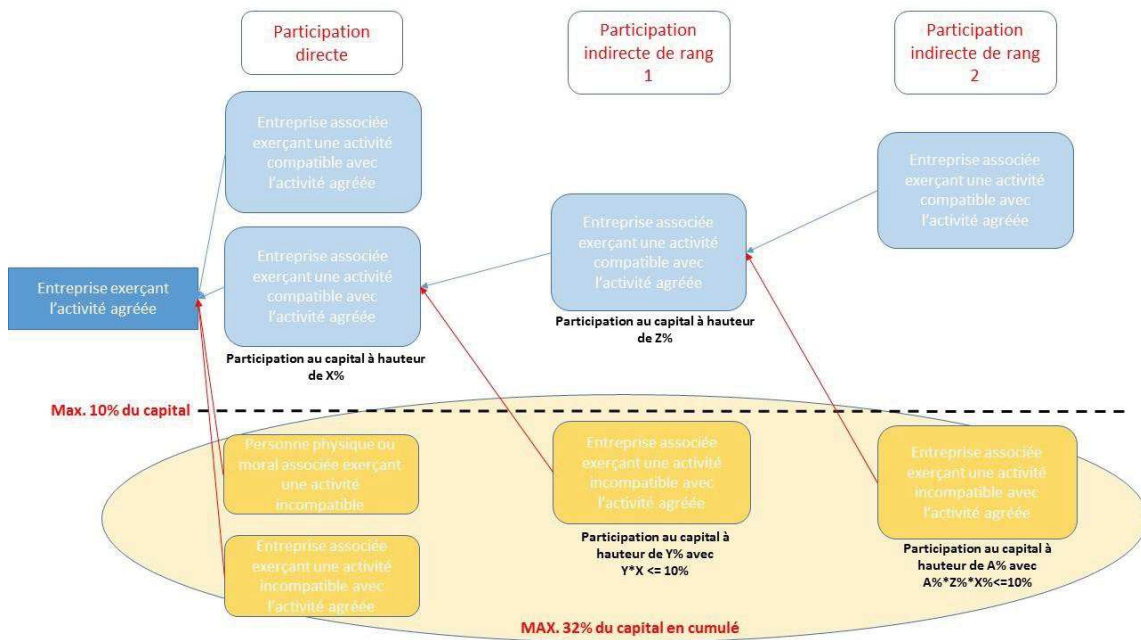 Participation
directe
Participation
indirecte de rang
1
Participation
indirecte de rang
2
Entreprise associée
exerçant une activité
compatible avec
l'activité agréée
Entreprise associée
exerçant une activité
compatible avec
l'activité agréée
Entreprise associée
exerçant une activité
compatible avec
l'activité agréée
Entreprise associée
exerçant une activité
compatible avec
l'activité agréée
Entreprise exerçant
l'activité agréée
Participation au capital à hauteur
de X%
Participation au capital à hauteur
de Z%
Max. 10% du capital
Personne physique ou
moral associée exerçant
une activité
incompatible
Entreprise associée
exerçant une activité
incompatible avec
l'activité agréée
Entreprise associée
exerçant une activité
incompatible avec
l'activité agréée
Entreprise associée
exerçant une activité
incompatible avec
l'activité agréée
Participation au capital à
hauteur de Y% avec
Y*X <= 10%
Participation au capital à
hauteur de A% avec
A%*Z%*X%<=10%
MAX. 32% du capital en cumulé